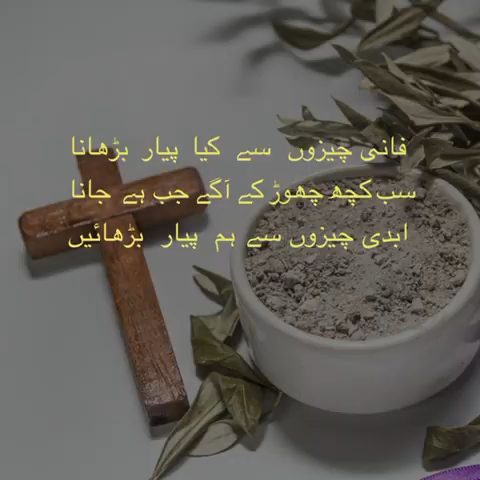 فانی چیزوں سے کیا پیار بڑھانا
سب کچھ چھوڑ کے آگے جب ہے جانا
ابدی چیزوں سے ہم پیار بڑھائیں